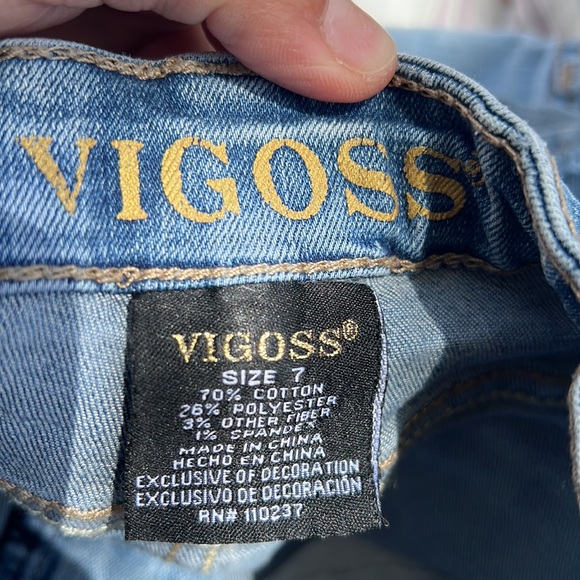 VIGOSS®
VIGOSS®
SIZE 7
70% COTTON
26% POLYESTER
3% OTHER FIBER
1% SPANDEX
MADE IN CHINA
HECHO EN CHINA
EXCLUSIVE OF DECORATION
EXCLUSIVO DE DECORACIÓN
RN# 110237